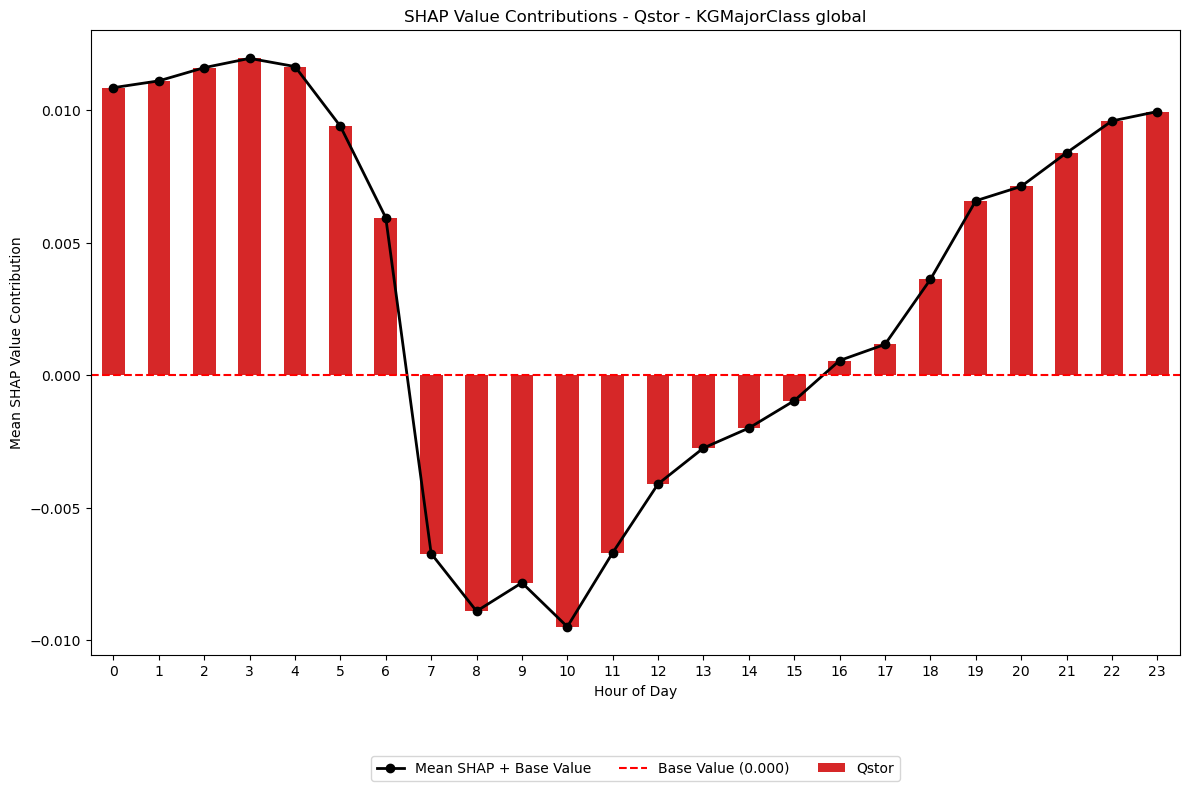 SHAP Value Contributions - Qstor - KGMajorClass global
Mean SHAP Value Contribution
0.010
0.005
0.000
−0.005
−0.010
0 1 2 3 4 5 6 7 8 9 10 11 12 13 14 15 16 17 18 19 20 21 22 23
Hour of Day
Mean SHAP + Base Value
Base Value (0.000)
Qstor